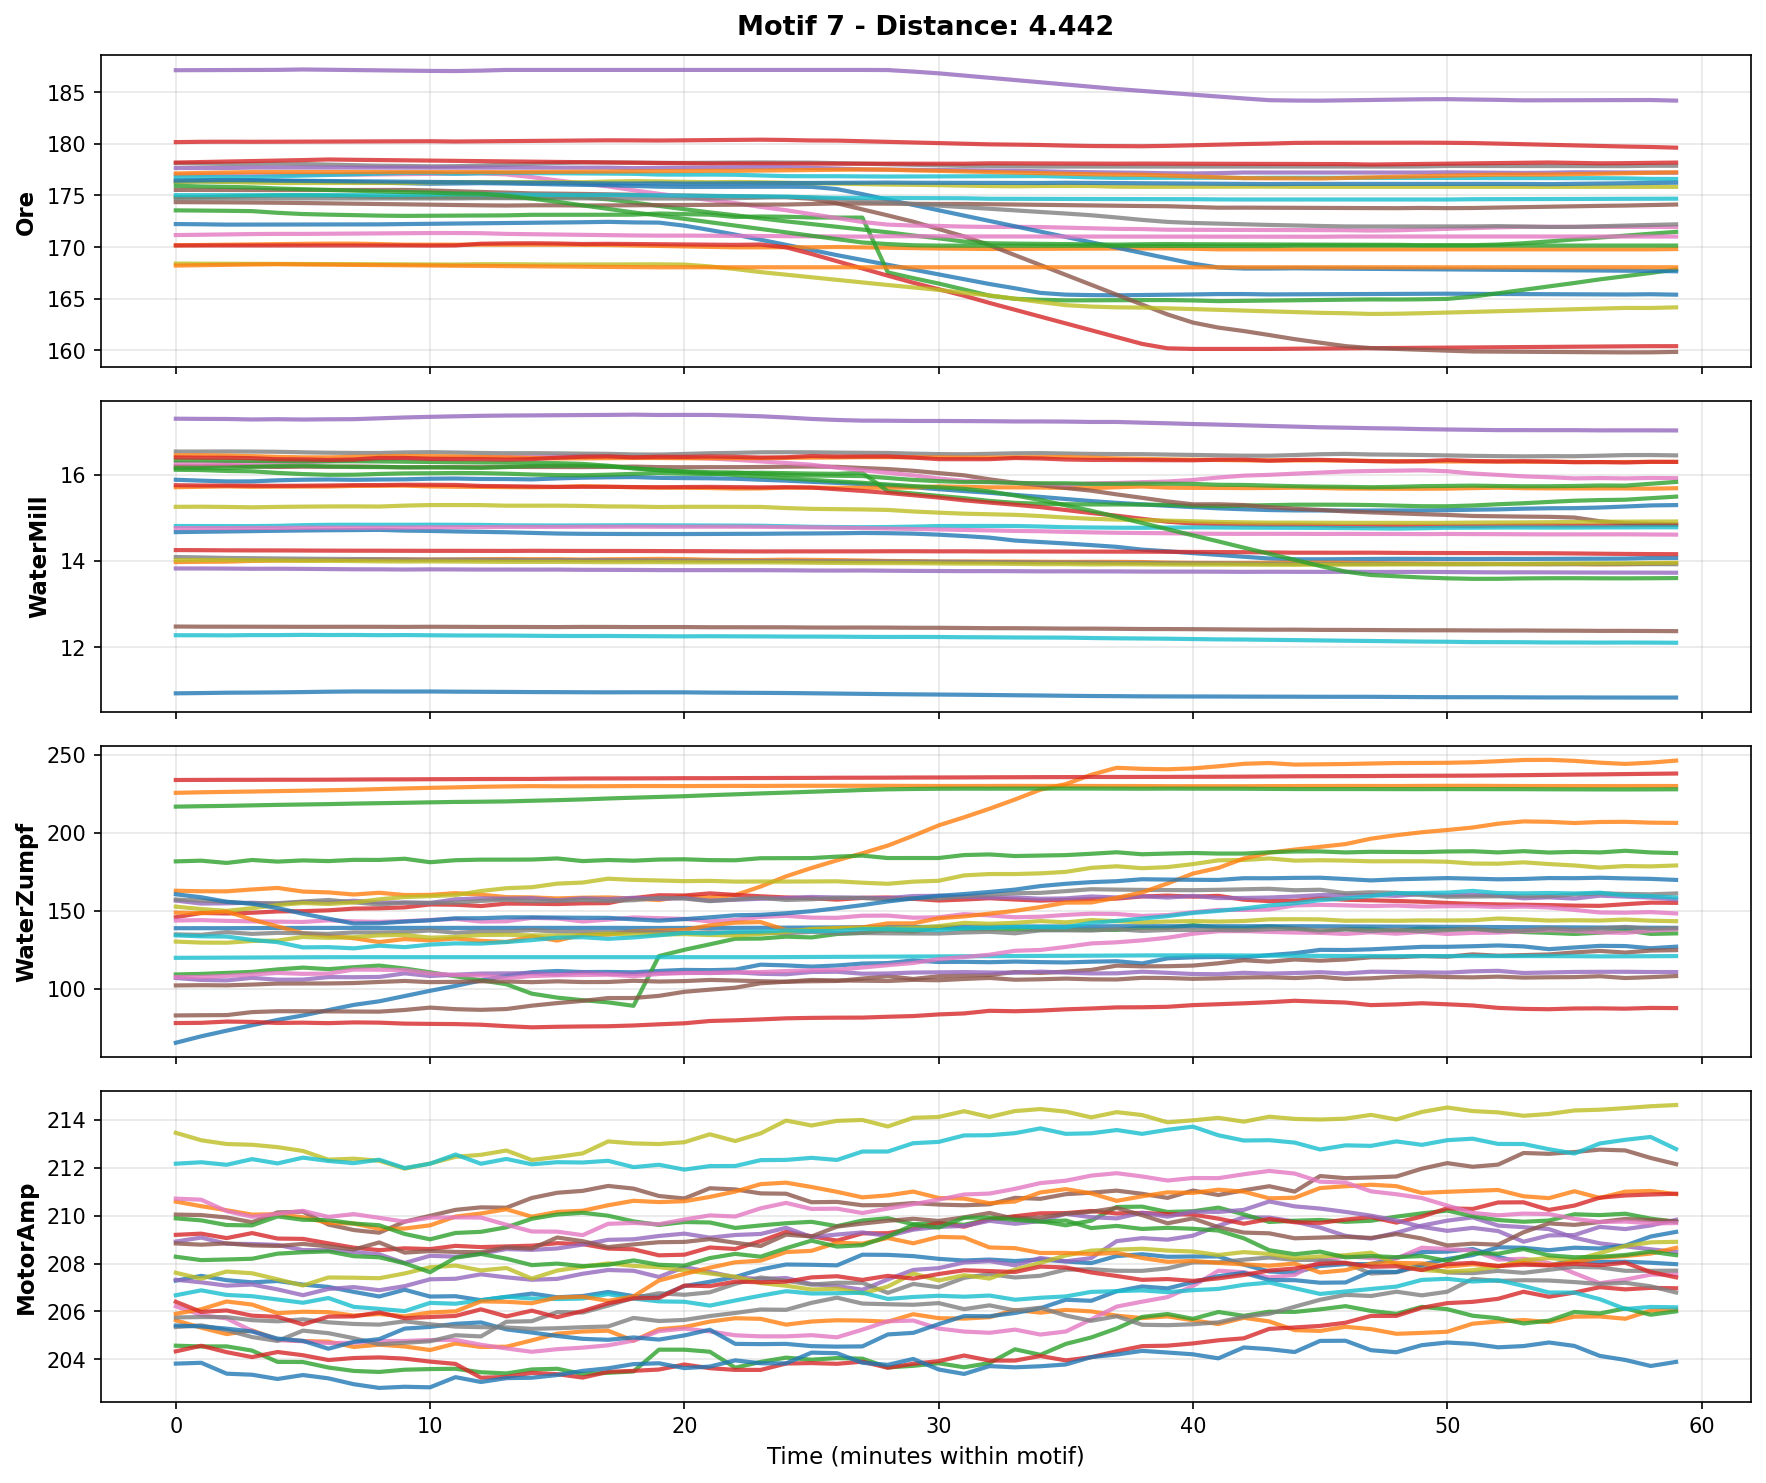 Motif 7 - Distance: 4.442
Ore
185
180
175
170
165
160
WaterMill
16
14
12
WaterZumpf
250
200
150
100
MotorAmp
214
212
210
208
206
204
0 10 20 30 40 50 60
Time (minutes within motif)